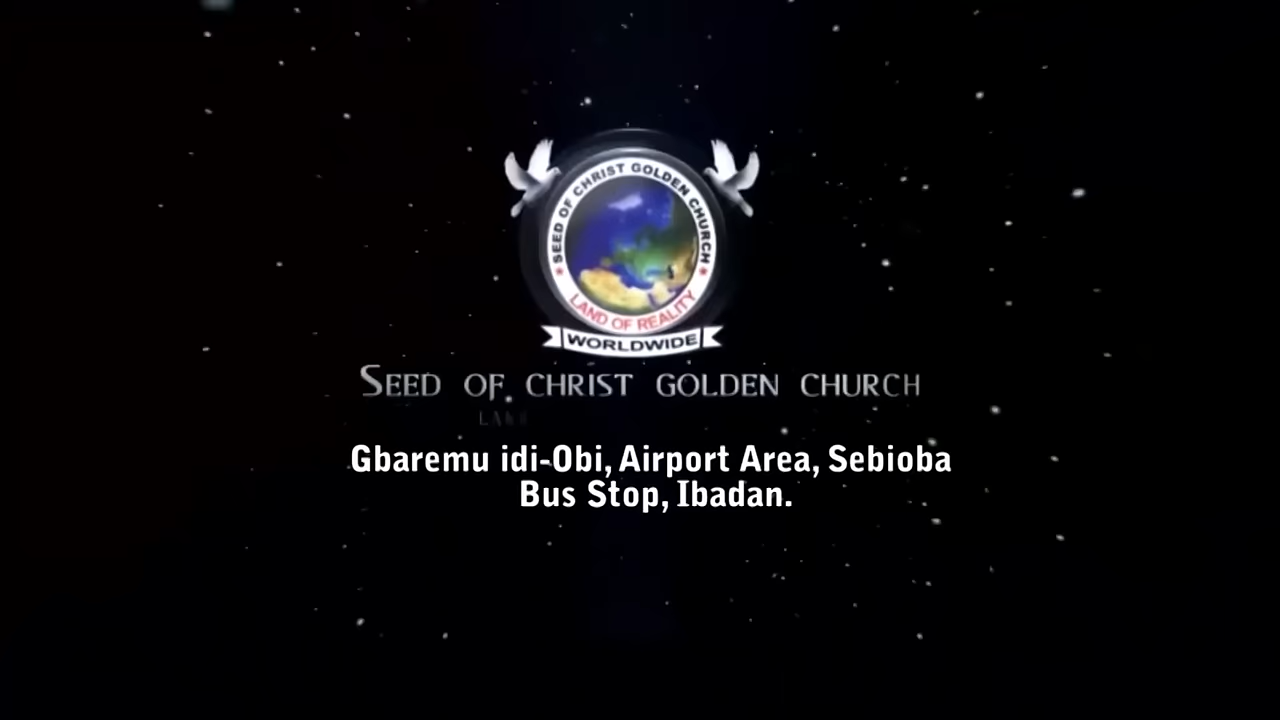 SEED OF CHRIST GOLDEN CHURCH
LAND OF REALITY
WORLDWIDE
SEED OF CHRIST GOLDEN CHURCH
Gbaremu idi-Obi, Airport Area, Sebioba
Bus Stop, Ibadan.